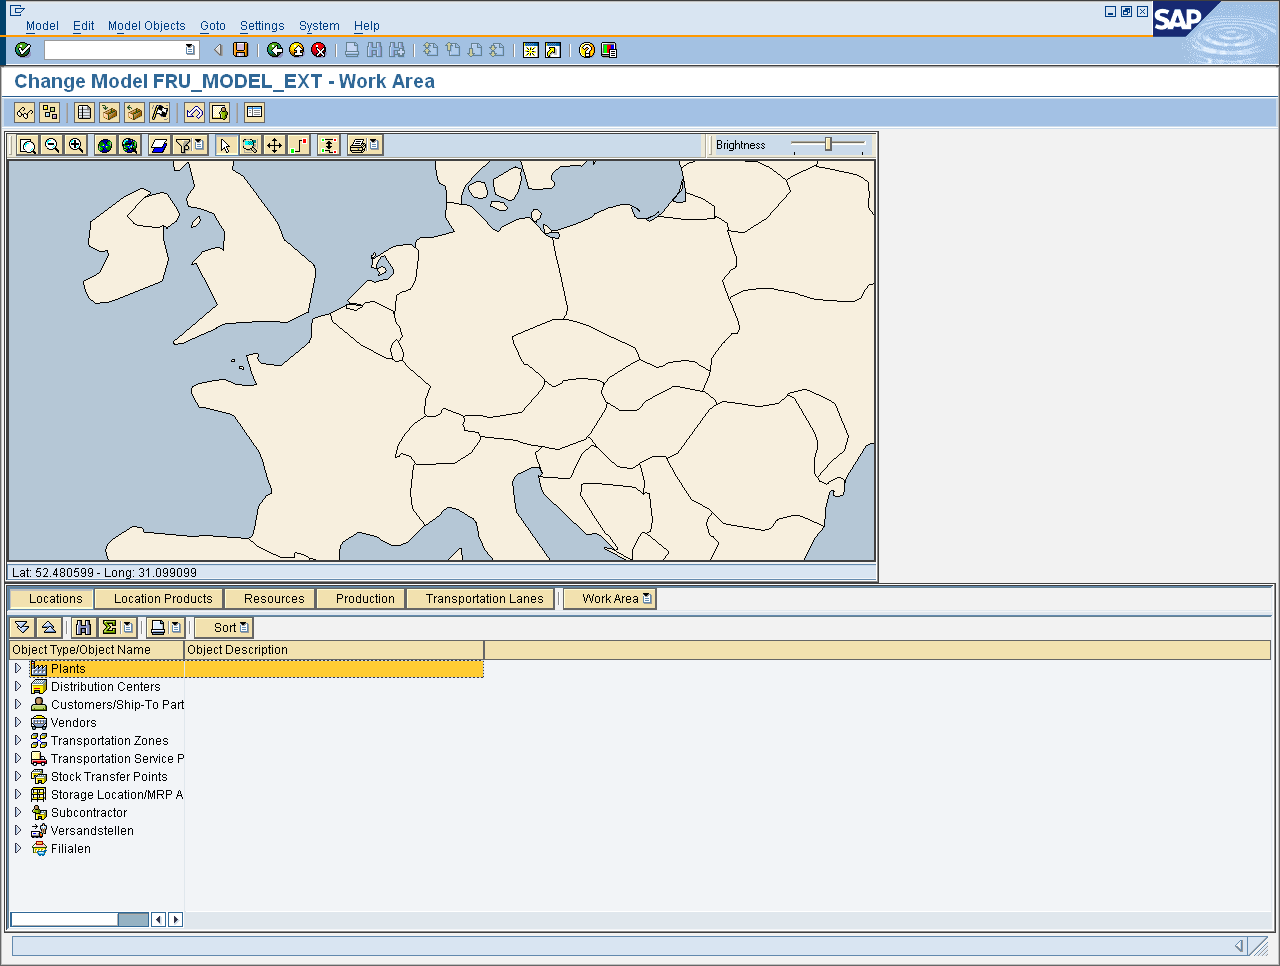 Model Edit Model Objects Goto Settings System Help
SAP
Change Model FRU_MODEL_EXT - Work Area
Brightness
Lat: 52.480599 - Long: 31.099099
Locations Location Products Resources Production Transportation Lanes Work Area
Sort
Object Type/Object Name Object Description
Plants
Distribution Centers
Customers/Ship-To Part
Vendors
Transportation Zones
Transportation Service P
Stock Transfer Points
Storage Location/MRP A
Subcontractor
Versandstellen
Filialen